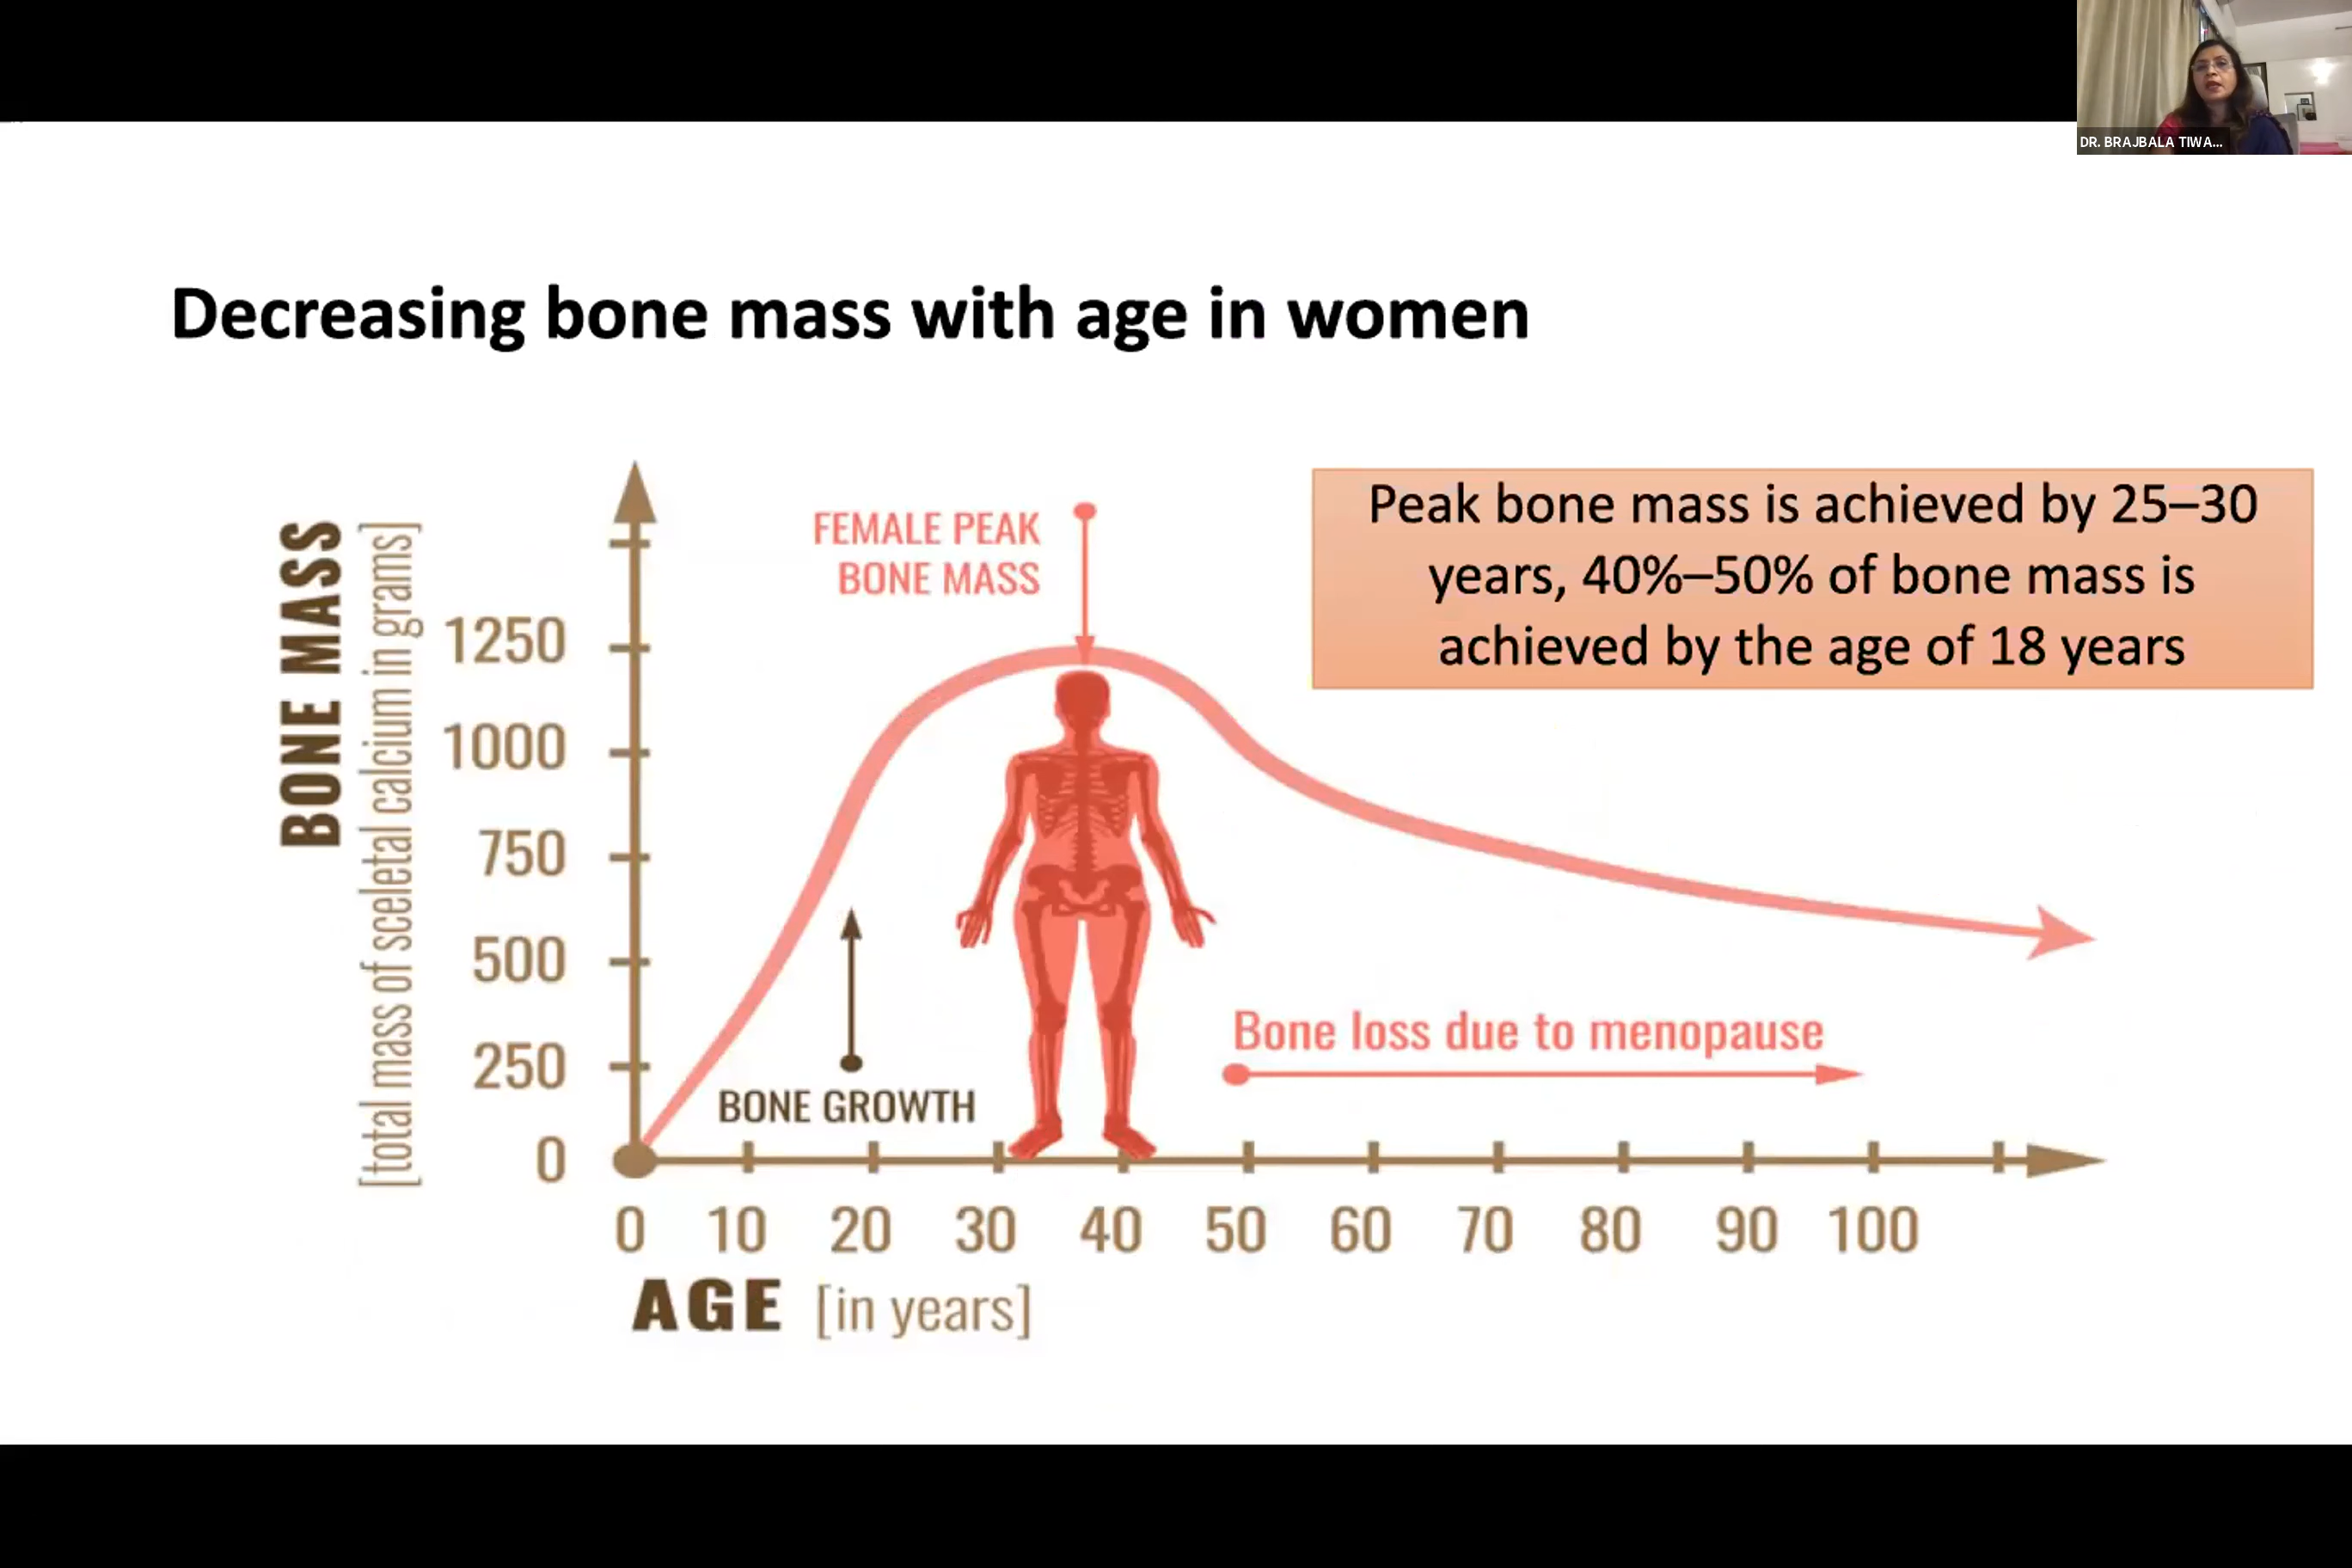 DR. BRAJBALA TIWA...
Decreasing bone mass with age in women
Peak bone mass is achieved by 25–30
years, 40%–50% of bone mass is
achieved by the age of 18 years
FEMALE PEAK
BONE MASS
BONE MASS
[total mass of sceletal calcium in grams]
1250
1000
750
500
250
0
BONE GROWTH
Bone loss due to menopause
0 10 20 30 40 50 60 70 80 90 100
AGE [in years]